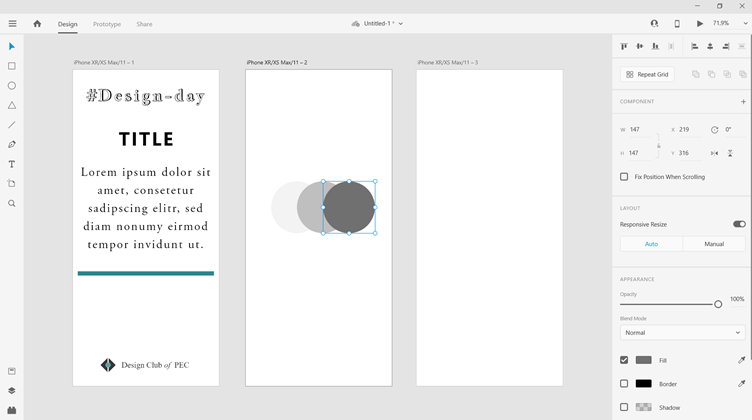 Design
Prototype
Share
Untitled-1 *
71.9%
iPhone XR/XS Max/11 – 1
iPhone XR/XS Max/11 – 2
iPhone XR/XS Max/11 – 3
#Design-day
TITLE
Lorem ipsum dolor sit
amet, consetetur
sadipscing elitr, sed
diam nonumy eirmod
tempor invidunt ut.
Design Club of PEC
Repeat Grid
COMPONENT
W 147 X 219 0°
H 147 Y 316
Fix Position When Scrolling
LAYOUT
Responsive Resize
Auto Manual
APPEARANCE
Opacity
100%
Blend Mode
Normal
Fill
Border
Shadow